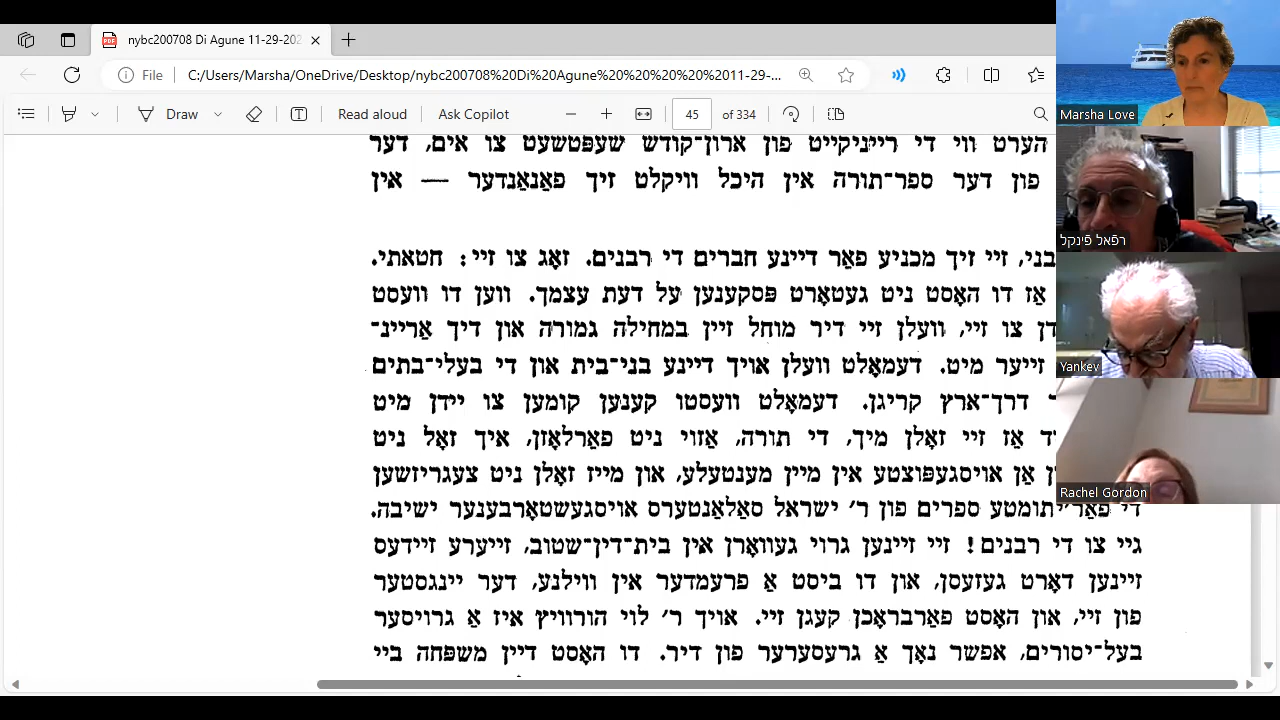 nybc200708 Di Agune 11-29-202
File
C:/Users/Marsha/OneDrive/Desktop/nybc200708%20Di%20Agune%20%20%20%20%2011-29-...
Draw
Read aloud
Ask Copilot
45 of 334
הערט ווי די רייניקייט פון ארון־קודש שעפטשעט צו אים, דער
פון דער ספר־תורה אין היכל וויקלט זיך פאַנאַנדער — אין
בני, זיי זיך מכניע פאַר דיינע חברים די רבנים. זאָג צו זיי: חטאתי.
אַז דו האָסט ניט געטאָרט פסקענען על דעת עצמך. ווען דו וועסט
צו זיי, וועלן זיי דיר מוחל זיין במחילה גמורה און דיך אַריינ־
זייער מיט. דעמאָלט וועלן אויך דיינע בני־בית און די בעלי־בתים
דרך־ארץ קריגן. דעמאָלט וועסטו קענען קומען צו יידן מיט
אַז זיי זאָלן מיך, די תורה, אַזוי ניט פאַרלאָזן, איך זאָל ניט
אַן אויסגעפוצטע אין מיין מענטעלע, און מייז זאָלן ניט צעגריזשען
די פאַר׳יתומטע ספרים פון ר׳ ישראל סאַלאַנטערס אויסגעשטאָרבענער ישיבה.
גיי צו די רבנים! זיי זיינען גרוי געוואָרן אין בית־דין־שטוב, זייערע זיידעס
זיינען דאָרט געזעסן, און דו ביסט אַ פרעמדער אין ווילנע, דער יינגסטער
פון זיי, און האָסט פאַרבראָכן קעגן זיי. אויך ר׳ לוי הורוויץ איז אַ גרויסער
בעל־יסורים, אפשר נאָך אַ גרעסערער פון דיר. דו האָסט דיין משפּחה ביי
Marsha Love
רפֿאל פֿינקל
Yankev
Rachel Gordon